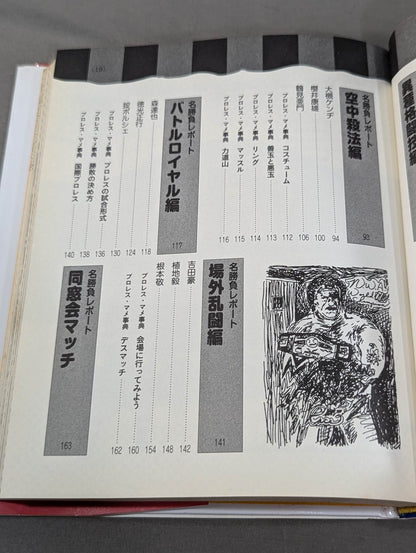 名勝負レポート
空中殺法編
93
大槻ケンヂ 94
櫻井康雄 100
鶴見亜門 106
プロレス・マメ事典 コスチューム 112
プロレス・マメ事典 善玉と悪玉 113
プロレス・マメ事典 リング 114
プロレス・マメ事典 マッスル 115
プロレス・マメ事典 力道山 116
名勝負レポート
バトルロイヤル編
117
森達也 118
徳光正行 124
掟ポルシェ 130
プロレス・マメ事典 プロレスの試合形式 136
プロレス・マメ事典 勝敗の決め方 138
プロレス・マメ事典 国際プロレス 140
名勝負レポート
場外乱闘編
141
吉田豪 142
植地毅 148
根本敬 154
プロレス・マメ事典 会場に行ってみよう 160
プロレス・マメ事典 デスマッチ 162
名勝負レポート
同窓会マッチ
163